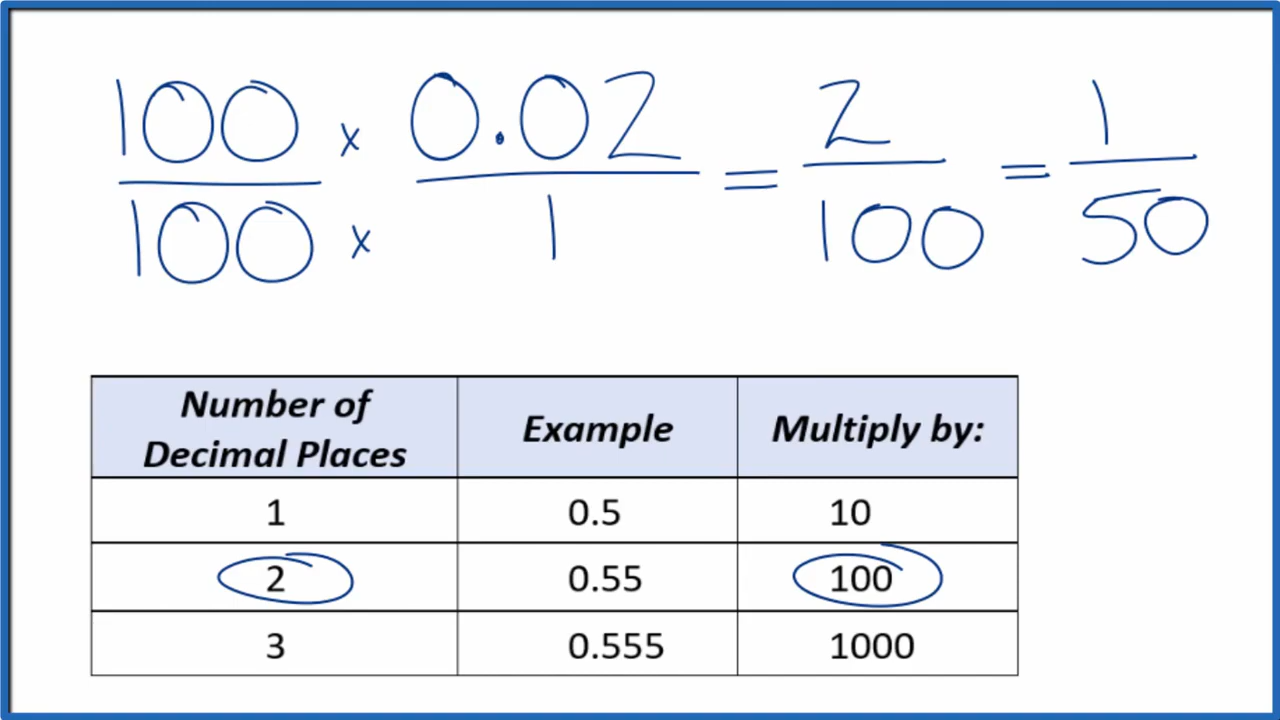 100 × 0.02 = 2 = 1
100 × 1 100 50
Number of Decimal Places Example Multiply by:
1 0.5 10
2 0.55 100
3 0.555 1000